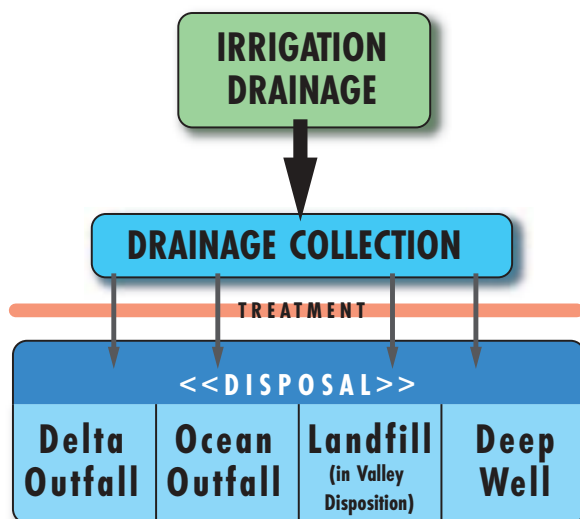 IRRIGATION
DRAINAGE
DRAINAGE COLLECTION
TREATMENT
<<DISPOSAL>>
Delta
Outfall
Ocean
Outfall
Landfill
(in Valley
Disposition)
Deep
Well